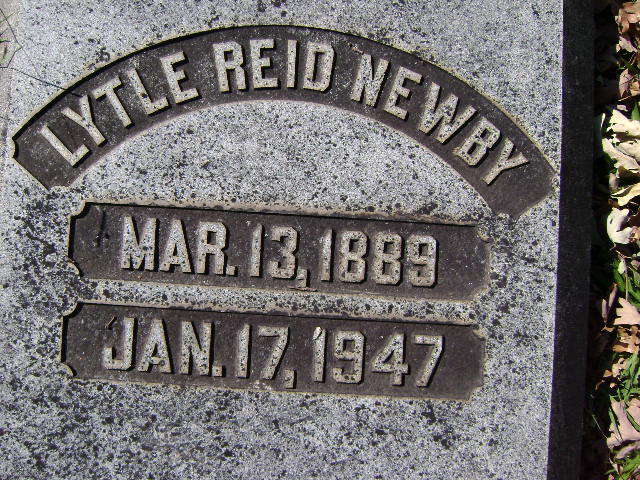 LYTLE REID NEWBY
MAR. 13, 1889
JAN. 17, 1947